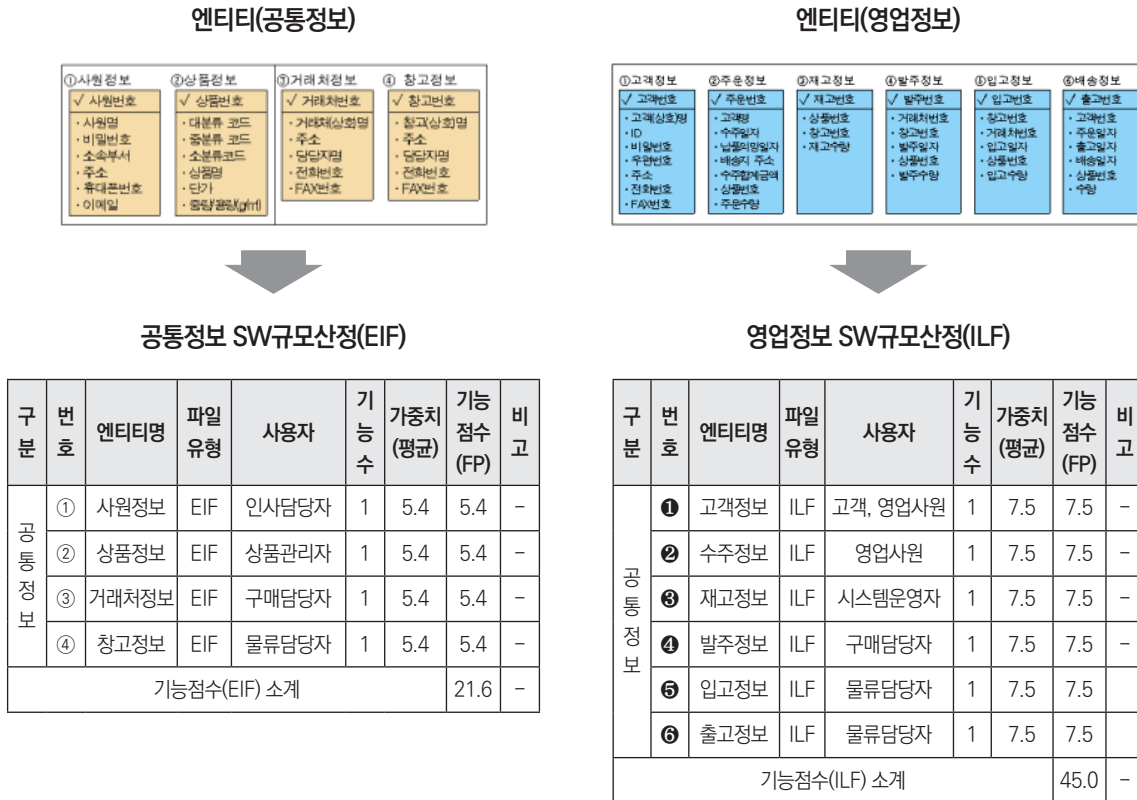 엔티티(공통정보)
①사원정보 ②상품정보 ③거래처정보 ④ 창고정보
√ 사원번호
· 사원명
· 비밀번호
· 소속부서
· 주소
· 휴대폰번호
· 이메일
√ 상품번호
· 대분류 코드
· 중분류 코드
· 소분류코드
· 상품명
· 단가
√ 거래처번호
· 거래처(상호)명
· 주소
· 담당자명
· 전화번호
· FAX번호
√ 창고번호
· 창고(상호)명
· 주소
· 담당자명
· 전화번호
· FAX번호
공통정보 SW규모산정(EIF)
구분 번호 엔티티명 파일유형 사용자 기능수 가중치(평균) 기능점수(FP) 비고
공통정보
① 사원정보 EIF 인사담당자 1 5.4 5.4 –
② 상품정보 EIF 상품관리자 1 5.4 5.4 –
③ 거래처정보 EIF 구매담당자 1 5.4 5.4 –
④ 창고정보 EIF 물류담당자 1 5.4 5.4 –
기능점수(EIF) 소계 21.6 –
엔티티(영업정보)
①고객정보 ②주운정보 ③재고정보 ④발주정보 ⑤입고정보 ⑥배송정보
√ 고객번호
· 고객(상호)명
· ID
· 비밀번호
· 우편번호
· 주소
· 전화번호
· FAX번호
√ 주운번호
· 고객명
· 수주일자
· 납품희망일자
· 배송지 주소
· 수주합계금액
· 상품번호
· 주운수량
√ 재고번호
· 상품번호
· 창고번호
· 재고수량
√ 발주번호
· 거래처번호
· 창고번호
· 발주일자
· 상품번호
· 발주수량
√ 입고번호
· 창고번호
· 거래처번호
· 입고일자
· 상품번호
· 입고수량
√ 출고번호
· 고객번호
· 주운일자
· 출고일자
· 배송일자
· 상품번호
· 수량
영업정보 SW규모산정(ILF)
구분 번호 엔티티명 파일유형 사용자 기능수 가중치(평균) 기능점수(FP) 비고
공통정보
❶ 고객정보 ILF 고객, 영업사원 1 7.5 7.5 –
❷ 수주정보 ILF 영업사원 1 7.5 7.5 –
❸ 재고정보 ILF 시스템운영자 1 7.5 7.5 –
❹ 발주정보 ILF 구매담당자 1 7.5 7.5 –
❺ 입고정보 ILF 물류담당자 1 7.5 7.5
❻ 출고정보 ILF 물류담당자 1 7.5 7.5
기능점수(ILF) 소계 45.0 –